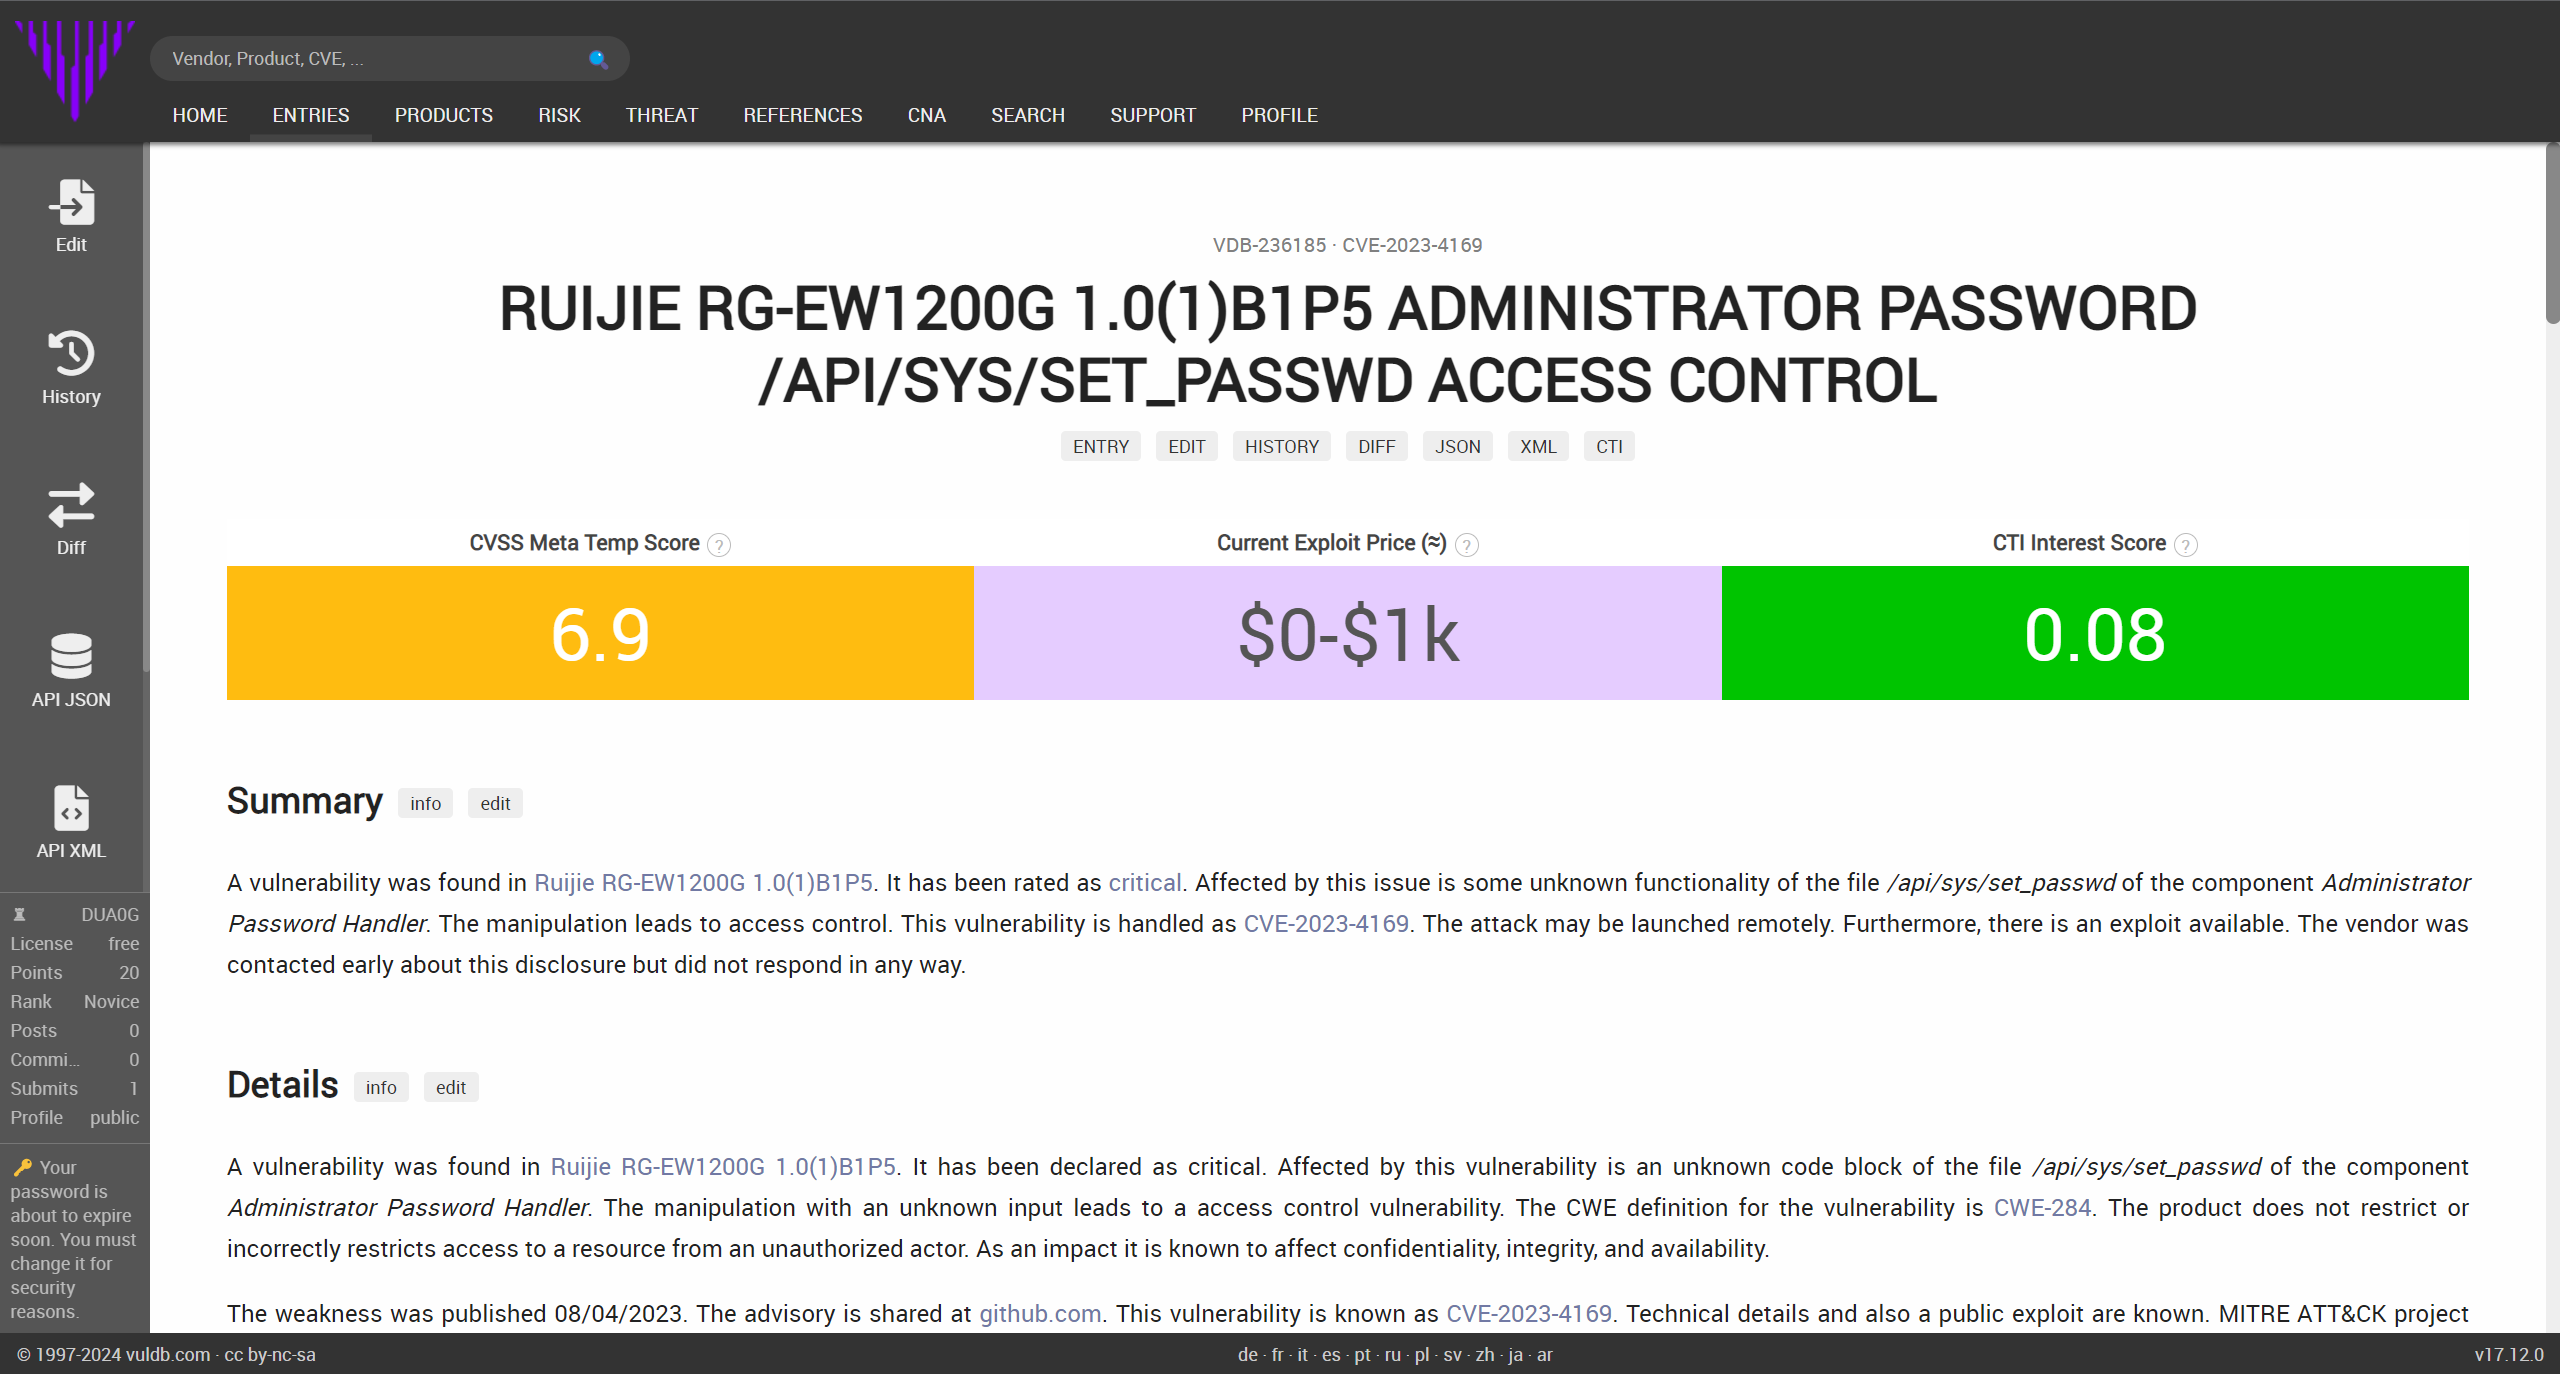 Vendor, Product, CVE, ...
HOME ENTRIES PRODUCTS RISK THREAT REFERENCES CNA SEARCH SUPPORT PROFILE
Edit
History
Diff
API JSON
API XML
DUA0G
License free
Points 20
Rank Novice
Posts 0
Commi... 0
Submits 1
Profile public
Your
password is
about to expire
soon. You must
change it for
security
reasons.
VDB-236185 · CVE-2023-4169
RUIJIE RG-EW1200G 1.0(1)B1P5 ADMINISTRATOR PASSWORD
/API/SYS/SET_PASSWD ACCESS CONTROL
ENTRY EDIT HISTORY DIFF JSON XML CTI
CVSS Meta Temp Score ? Current Exploit Price (≈) ? CTI Interest Score ?
6.9 $0-$1k 0.08
Summary info edit
A vulnerability was found in Ruijie RG-EW1200G 1.0(1)B1P5. It has been rated as critical. Affected by this issue is some unknown functionality of the file /api/sys/set_passwd of the component Administrator
Password Handler. The manipulation leads to access control. This vulnerability is handled as CVE-2023-4169. The attack may be launched remotely. Furthermore, there is an exploit available. The vendor was
contacted early about this disclosure but did not respond in any way.
Details info edit
A vulnerability was found in Ruijie RG-EW1200G 1.0(1)B1P5. It has been declared as critical. Affected by this vulnerability is an unknown code block of the file /api/sys/set_passwd of the component
Administrator Password Handler. The manipulation with an unknown input leads to a access control vulnerability. The CWE definition for the vulnerability is CWE-284. The product does not restrict or
incorrectly restricts access to a resource from an unauthorized actor. As an impact it is known to affect confidentiality, integrity, and availability.
The weakness was published 08/04/2023. The advisory is shared at github.com. This vulnerability is known as CVE-2023-4169. Technical details and also a public exploit are known. MITRE ATT&CK project
© 1997-2024 vuldb.com · cc by-nc-sa
de · fr · it · es · pt · ru · pl · sv · zh · ja · ar
v17.12.0